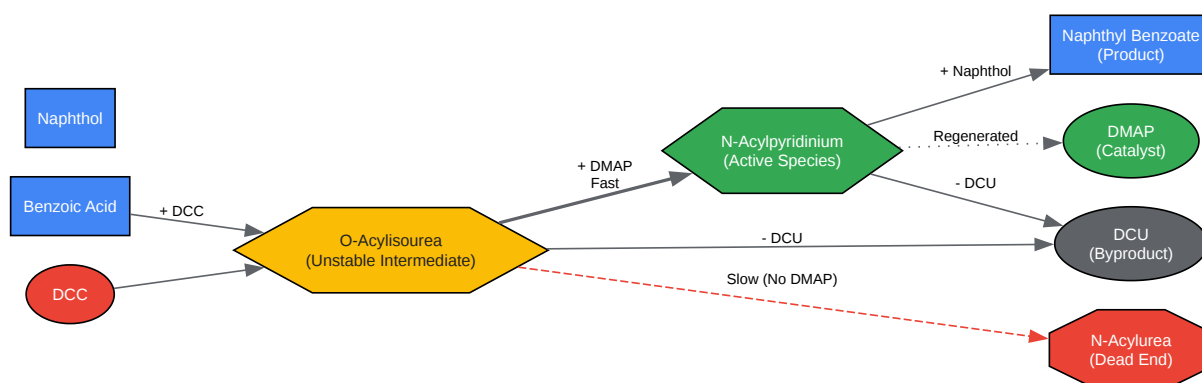 Naphthyl Benzoate
(Product)
+ Naphthol
Naphthol
DMAP
(Catalyst)
Regenerated
N-Acylpyridinium
(Active Species)
+ DMAP
Fast
- DCU
Benzoic Acid
+ DCC
O-Acylisourea
(Unstable Intermediate)
- DCU
DCU
(Byproduct)
DCC
Slow (No DMAP)
N-Acylurea
(Dead End)